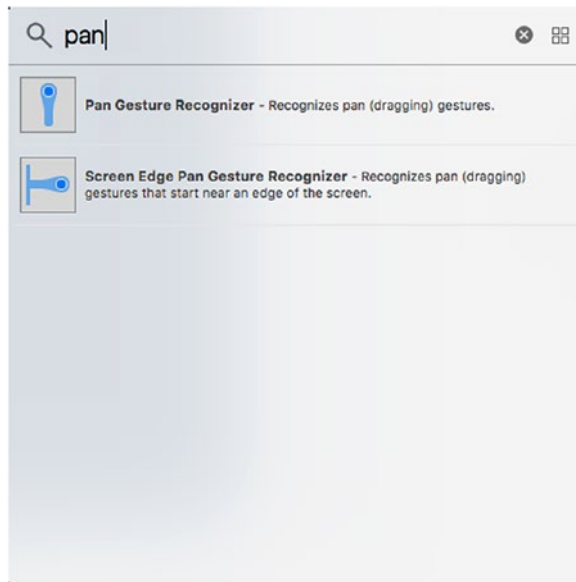 pan
Pan Gesture Recognizer - Recognizes pan (dragging) gestures.
Screen Edge Pan Gesture Recognizer - Recognizes pan (dragging)
gestures that start near an edge of the screen.